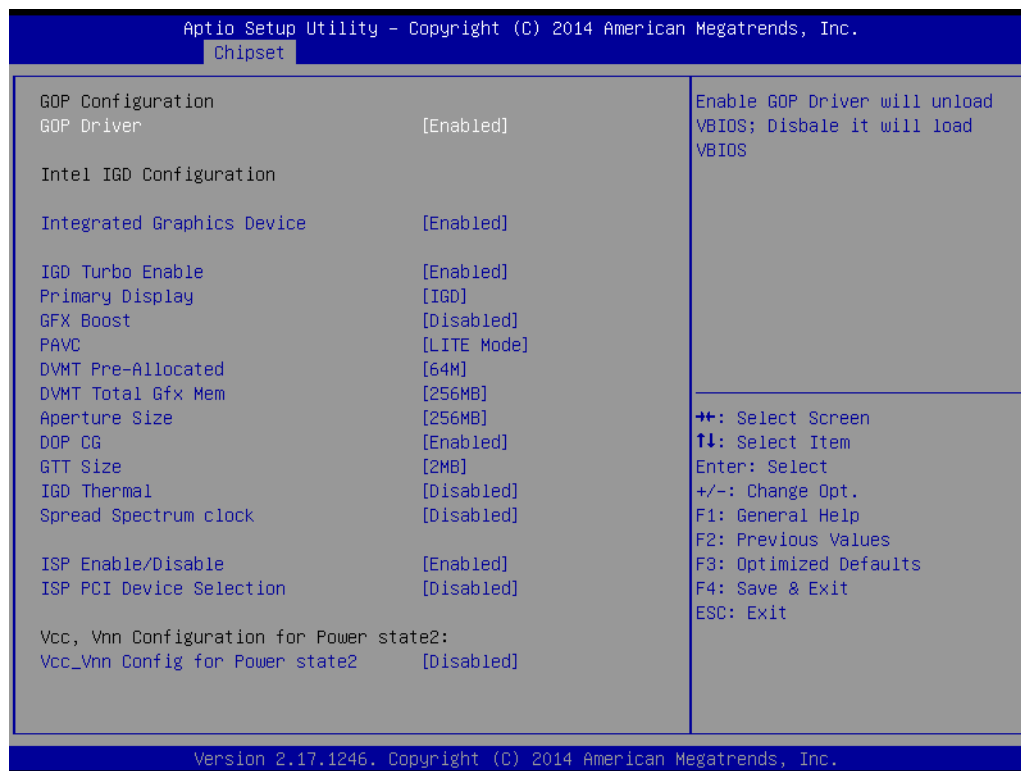 Aptio Setup Utility – Copyright (C) 2014 American Megatrends, Inc.
Chipset
GOP Configuration
GOP Driver [Enabled]
Intel IGD Configuration
Integrated Graphics Device [Enabled]
IGD Turbo Enable [Enabled]
Primary Display [IGD]
GFX Boost [Disabled]
PAVC [LITE Mode]
DVMT Pre-Allocated [64M]
DVMT Total Gfx Mem [256MB]
Aperture Size [256MB]
DOP CG [Enabled]
GTT Size [2MB]
IGD Thermal [Disabled]
Spread Spectrum clock [Disabled]
ISP Enable/Disable [Enabled]
ISP PCI Device Selection [Disabled]
Vcc, Vnn Configuration for Power state2:
Vcc_Vnn Config for Power state2 [Disabled]
Enable GOP Driver will unload
VBIOS; Disbale it will load
VBIOS
→←: Select Screen
↑↓: Select Item
Enter: Select
+/-: Change Opt.
F1: General Help
F2: Previous Values
F3: Optimized Defaults
F4: Save & Exit
ESC: Exit
Version 2.17.1246. Copyright (C) 2014 American Megatrends, Inc.